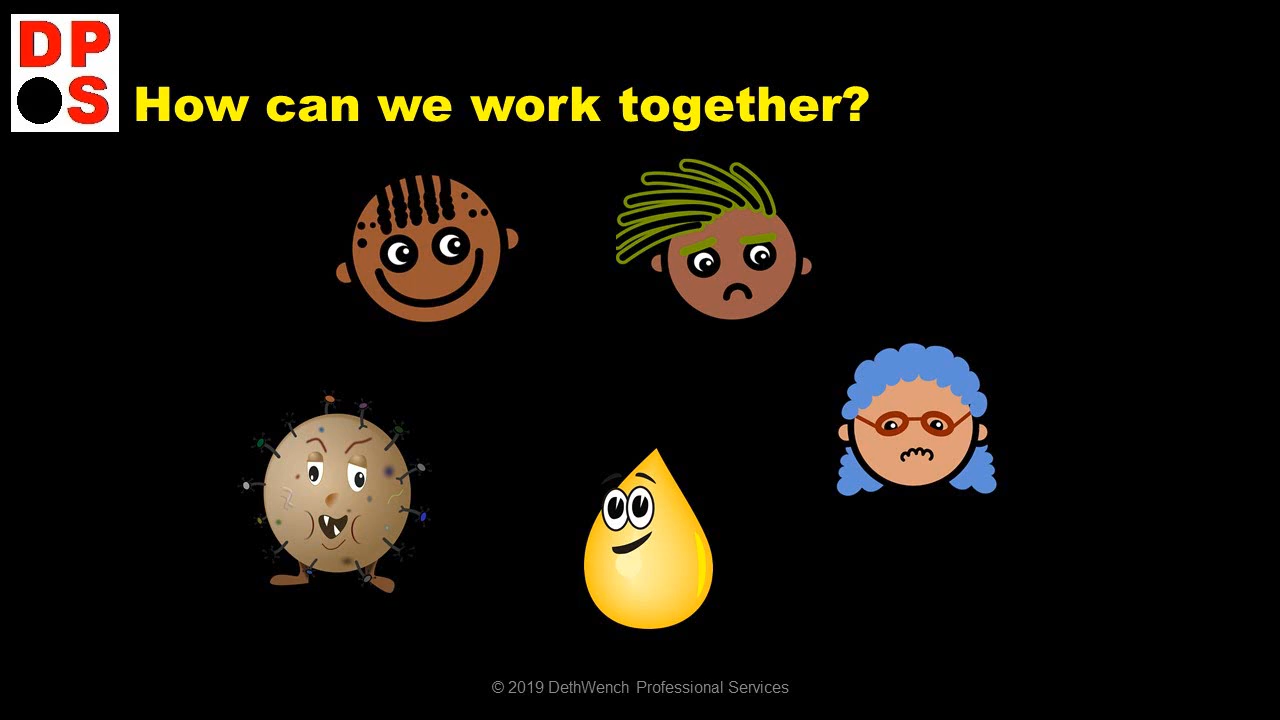 DP
S
How can we work together?
© 2019 DethWench Professional Services